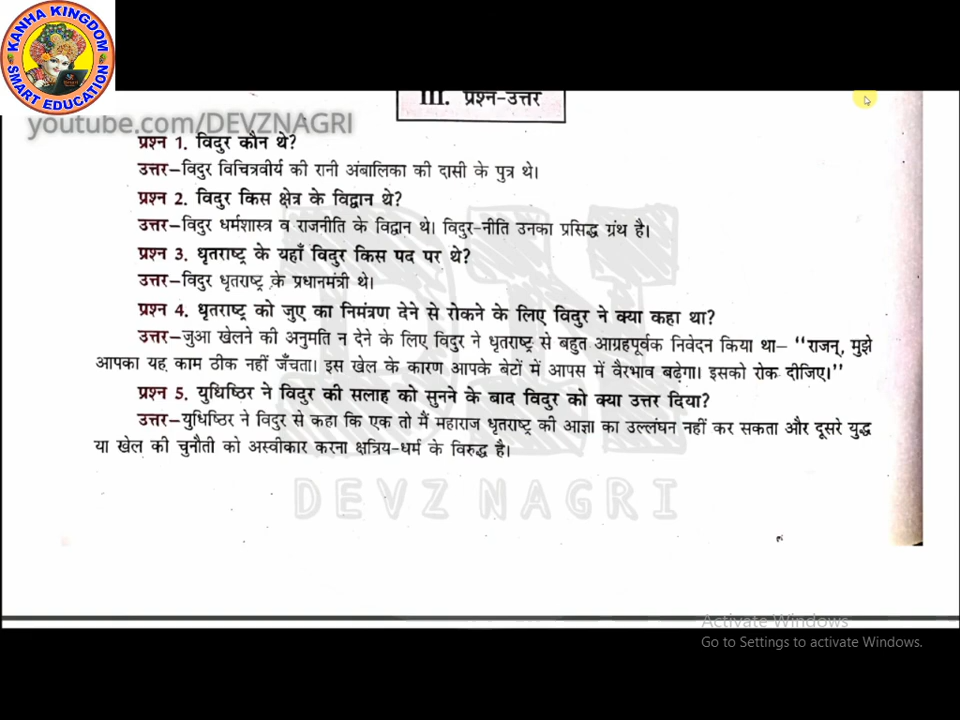 KANHA KINGDOM
SMART EDUCATION
III. प्रश्न-उत्तर
youtube.com/DEVZNAGRI
प्रश्न 1. विदुर कौन थे?
उत्तर–विदुर विचित्रवीर्य की रानी अंबालिका की दासी के पुत्र थे।
प्रश्न 2. विदुर किस क्षेत्र के विद्वान थे?
उत्तर–विदुर धर्मशास्त्र व राजनीति के विद्वान थे। विदुर-नीति उनका प्रसिद्ध ग्रंथ है।
प्रश्न 3. धृतराष्ट्र के यहाँ विदुर किस पद पर थे?
उत्तर–विदुर धृतराष्ट्र के प्रधानमंत्री थे।
प्रश्न 4. धृतराष्ट्र को जुए का निमंत्रण देने से रोकने के लिए विदुर ने क्या कहा था?
उत्तर–जुआ खेलने की अनुमति न देने के लिए विदुर ने धृतराष्ट्र से बहुत आग्रहपूर्वक निवेदन किया था– “राजन्, मुझे
आपका यह काम ठीक नहीं जँचता। इस खेल के कारण आपके बेटों में आपस में वैरभाव बढ़ेगा। इसको रोक दीजिए।”
प्रश्न 5. युधिष्ठिर ने विदुर की सलाह को सुनने के बाद विदुर को क्या उत्तर दिया?
उत्तर–युधिष्ठिर ने विदुर से कहा कि एक तो मैं महाराज धृतराष्ट्र की आज्ञा का उल्लंघन नहीं कर सकता और दूसरे युद्ध
या खेल की चुनौती को अस्वीकार करना क्षत्रिय-धर्म के विरुद्ध है।
DEVZ NAGRI
Activate Windows
Go to Settings to activate Windows.